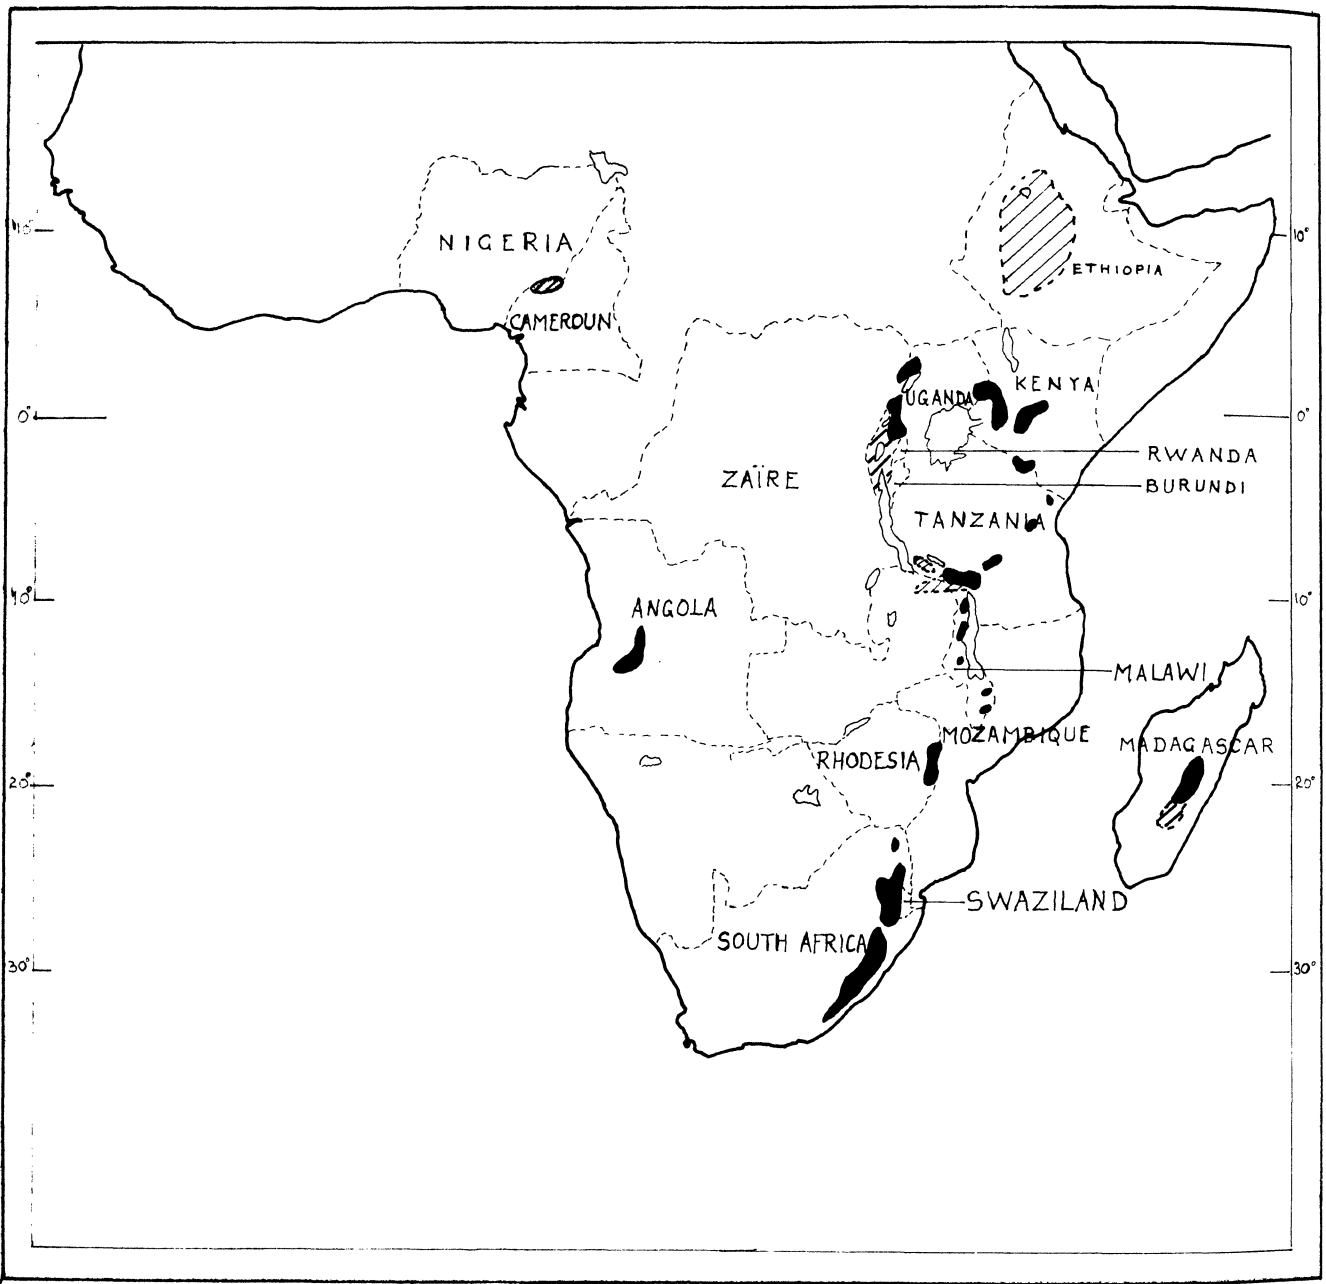 10°
10°
NIGERIA
ETHIOPIA
CAMEROUN
KENYA
UGANDA
0°
0°
RWANDA
ZAÏRE
BURUNDI
TANZANIA
10°
10°
ANGOLA
MALAWI
MOZAMBIQUE
MADAGASCAR
RHODESIA
20°
20°
SWAZILAND
SOUTH AFRICA
30°
30°